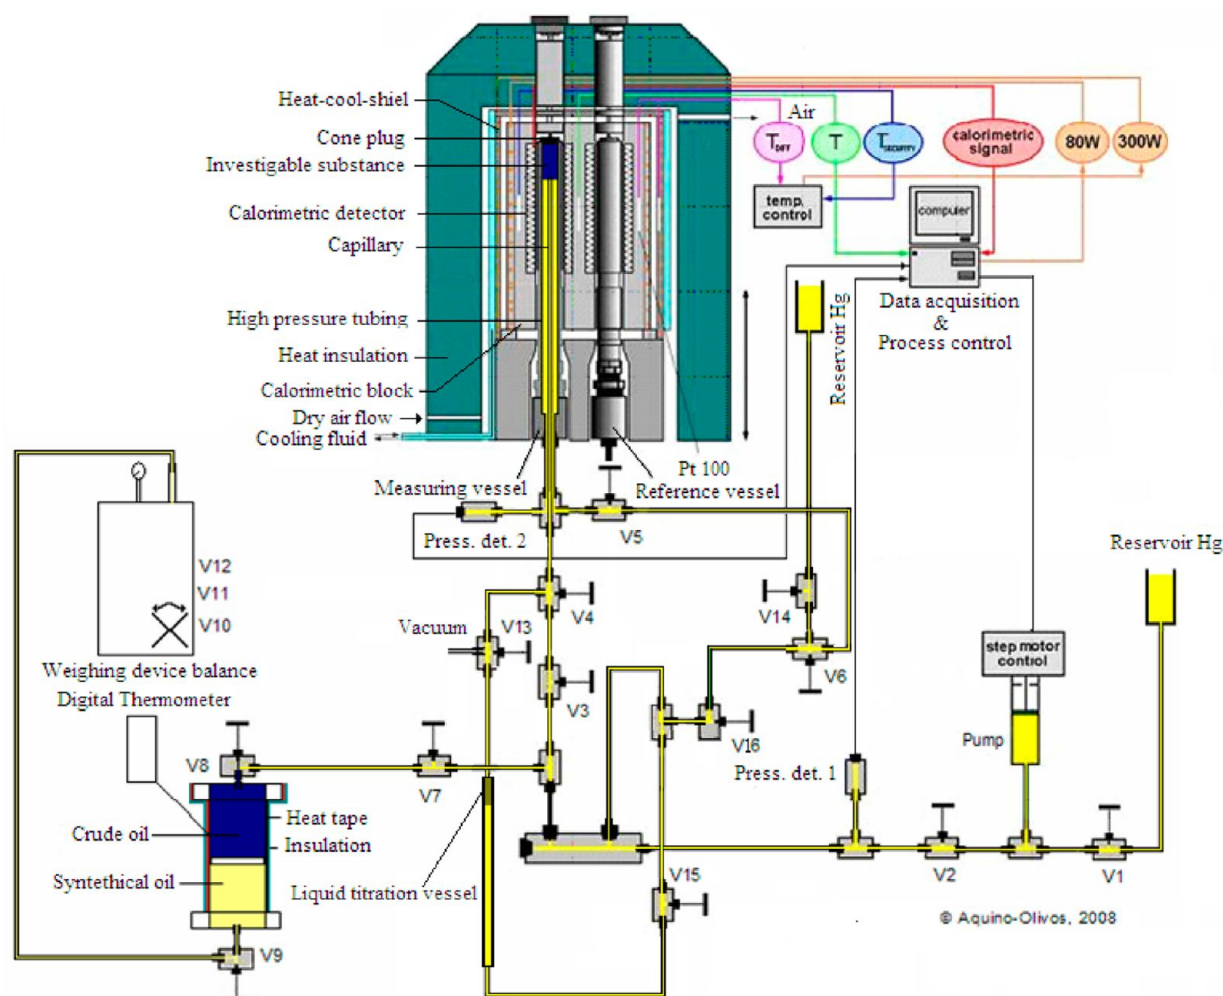 Heat-cool-shiel
Cone plug
Investigable substance
Calorimetric detector
Capillary
High pressure tubing
Heat insulation
Calorimetric block
Dry air flow
Cooling fluid
Air
TDIFF
T
TSECURITY
calorimetric
signal
80W
300W
temp.
control
computer
Data acquisition
&
Process control
Reservoir Hg
Pt 100
Measuring vessel
Reference vessel
Press. det. 2
V5
Reservoir Hg
V12
V11
V10
Weighing device balance
Digital Thermometer
Vacuum
V13
V4
V14
V6
step motor
control
V3
V16
Pump
V8
V7
Press. det. 1
Crude oil
Heat tape
Insulation
Syntethical oil
Liquid titration vessel
V15
V2
V1
V9
© Aquino-Olivos, 2008